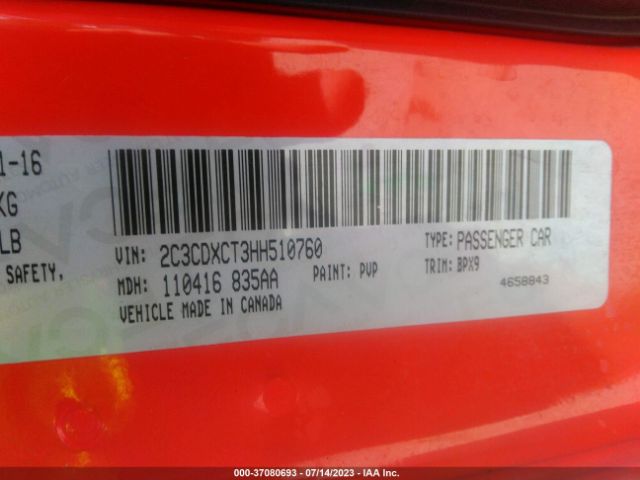 1-16
KG
LB
SAFETY,
VIN: 2C3CDXCT3HH510760
TYPE: PASSENGER CAR
MDH: 110416 835AA
PAINT: PVP
TRIM: BPX9
VEHICLE MADE IN CANADA
4658843
000-37080693 / 07/14/2023 - IAA Inc.